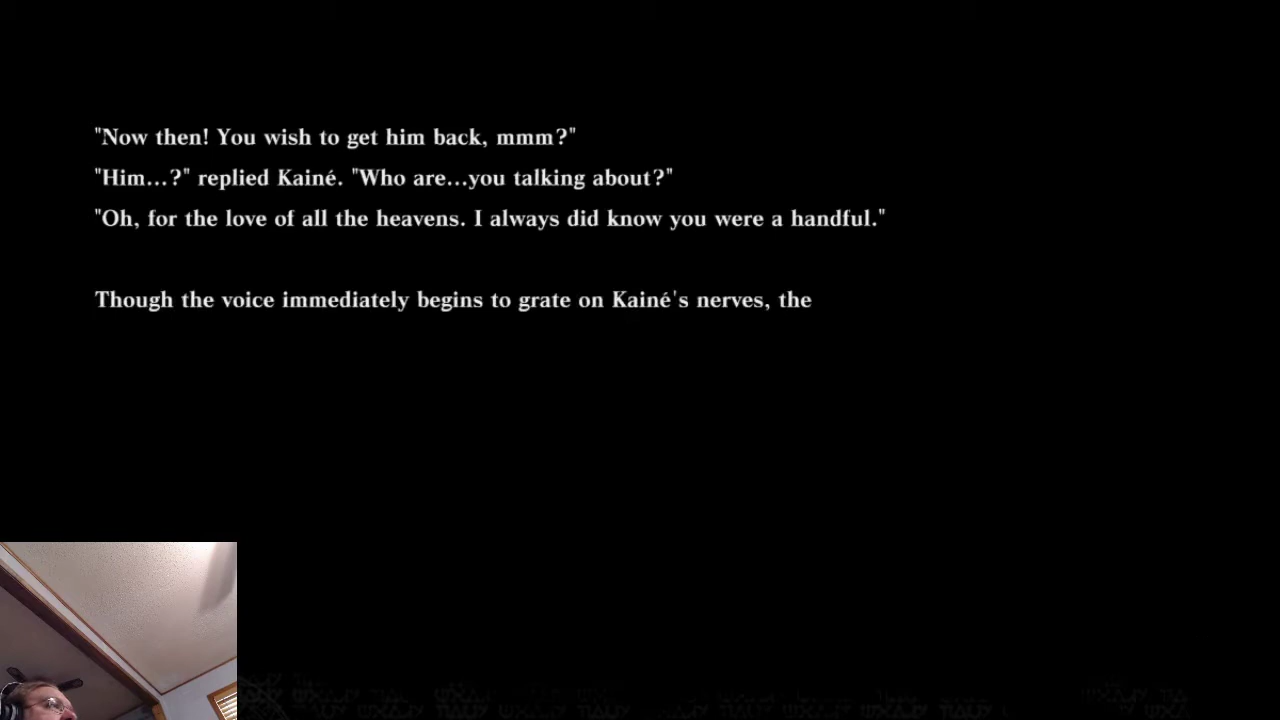 "Now then! You wish to get him back, mmm?"
"Him...?" replied Kainé. "Who are...you talking about?"
"Oh, for the love of all the heavens. I always did know you were a handful."
Though the voice immediately begins to grate on Kainé's nerves, the